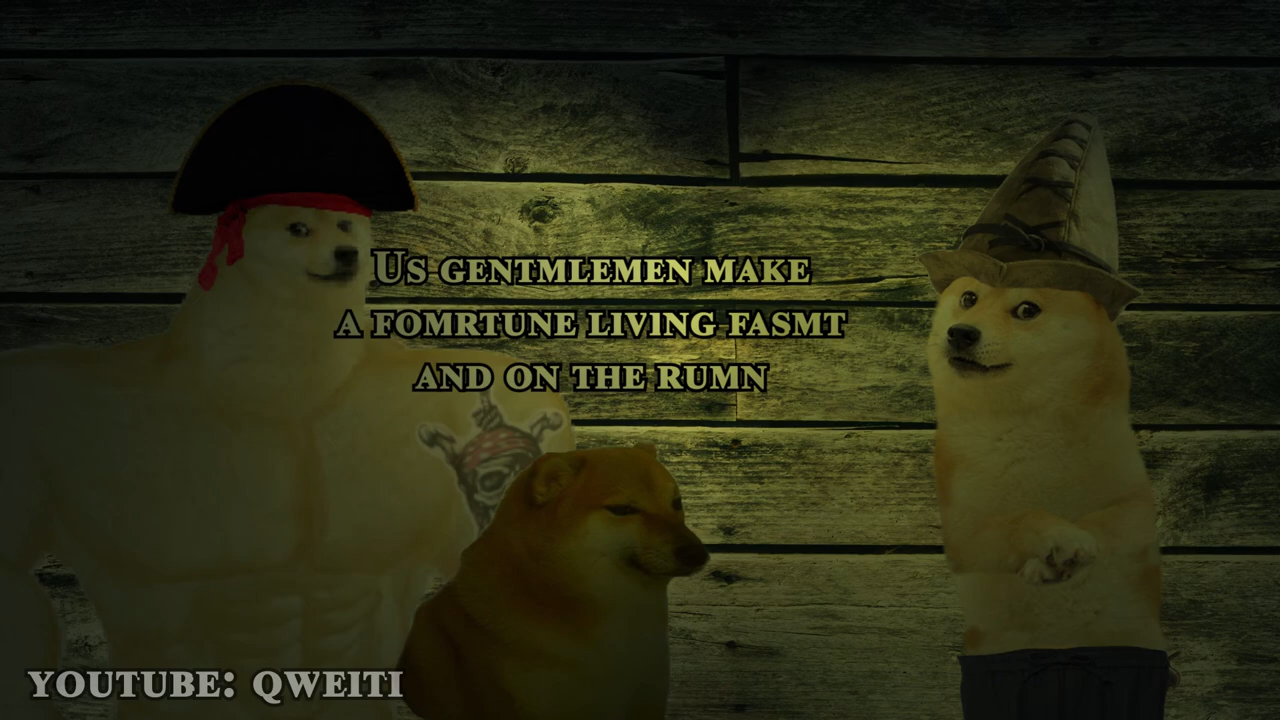 Us gentmlemen make
a fomrtune living fasmt
and on the rumn
youtube: qweiti